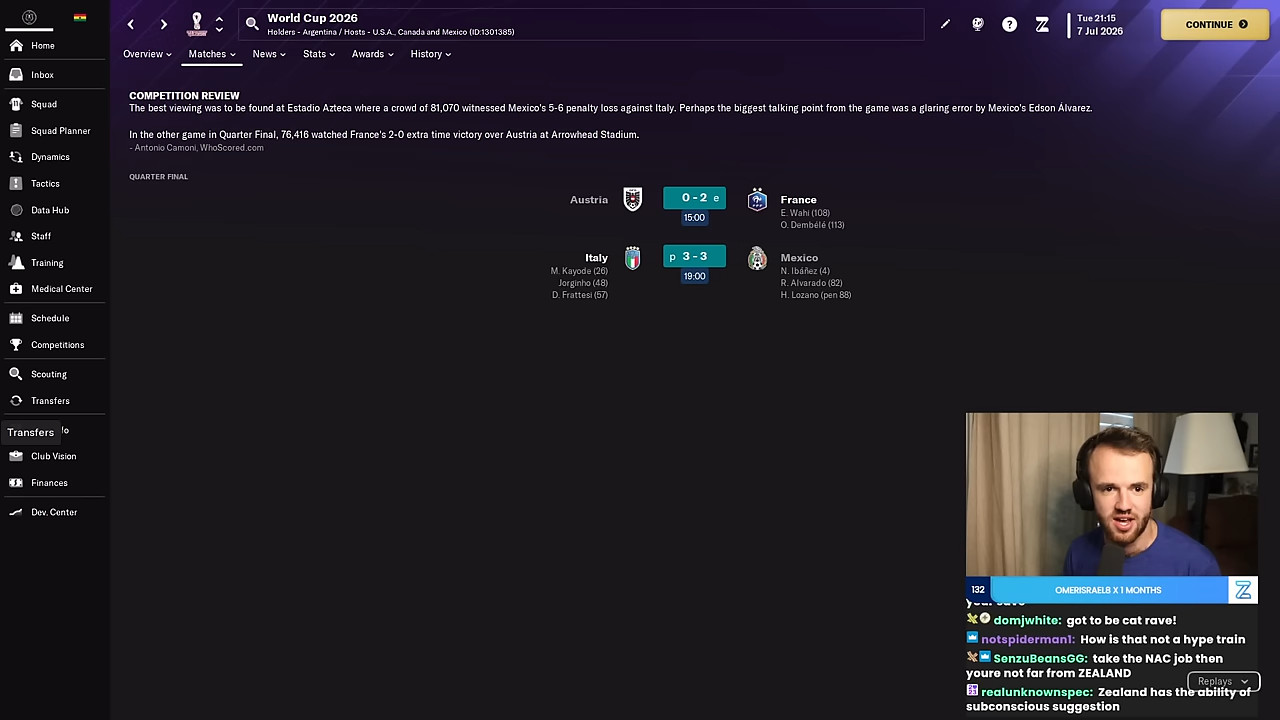 World Cup 2026
Holders - Argentina / Hosts - U.S.A., Canada and Mexico (ID:1301385)
Tue 21:15
7 Jul 2026
CONTINUE
Overview
Matches
News
Stats
Awards
History
Home
Inbox
Squad
Squad Planner
Dynamics
Tactics
Data Hub
Staff
Training
Medical Center
Schedule
Competitions
Scouting
Transfers
Transfers
Club Vision
Finances
Dev. Center
COMPETITION REVIEW
The best viewing was to be found at Estadio Azteca where a crowd of 81,070 witnessed Mexico's 5-6 penalty loss against Italy. Perhaps the biggest talking point from the game was a glaring error by Mexico's Edson Álvarez.
In the other game in Quarter Final, 76,416 watched France's 2-0 extra time victory over Austria at Arrowhead Stadium.
- Antonio Camoni, WhoScored.com
QUARTER FINAL
Austria 0 - 2 e France
15:00
E. Wahi (108)
O. Dembélé (113)
Italy p 3 - 3 Mexico
19:00
M. Kayode (26)
Jorginho (48)
D. Frattesi (57)
N. Ibáñez (4)
R. Alvarado (82)
H. Lozano (pen 88)
132
OMERISRAEL8 X 1 MONTHS
Z
your save
domjwhite: got to be cat rave!
notspiderman1: How is that not a hype train
SenzuBeansGG: take the NAC job then
youre not far from ZEALAND
Replays
realunknownspec: Zealand has the ability of
subconscious suggestion